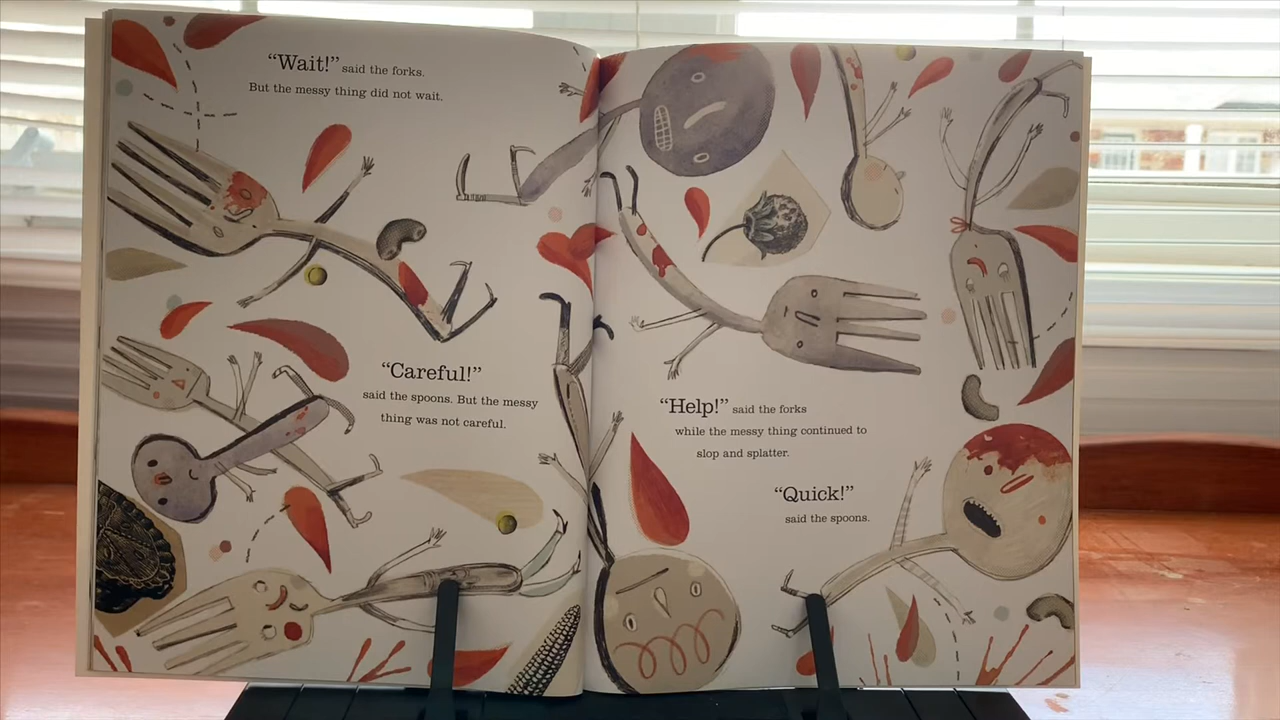 “Wait!” said the forks.
But the messy thing did not wait.
“Careful!”
said the spoons. But the messy
thing was not careful.
“Help!” said the forks
while the messy thing continued to
slop and splatter.
“Quick!”
said the spoons.